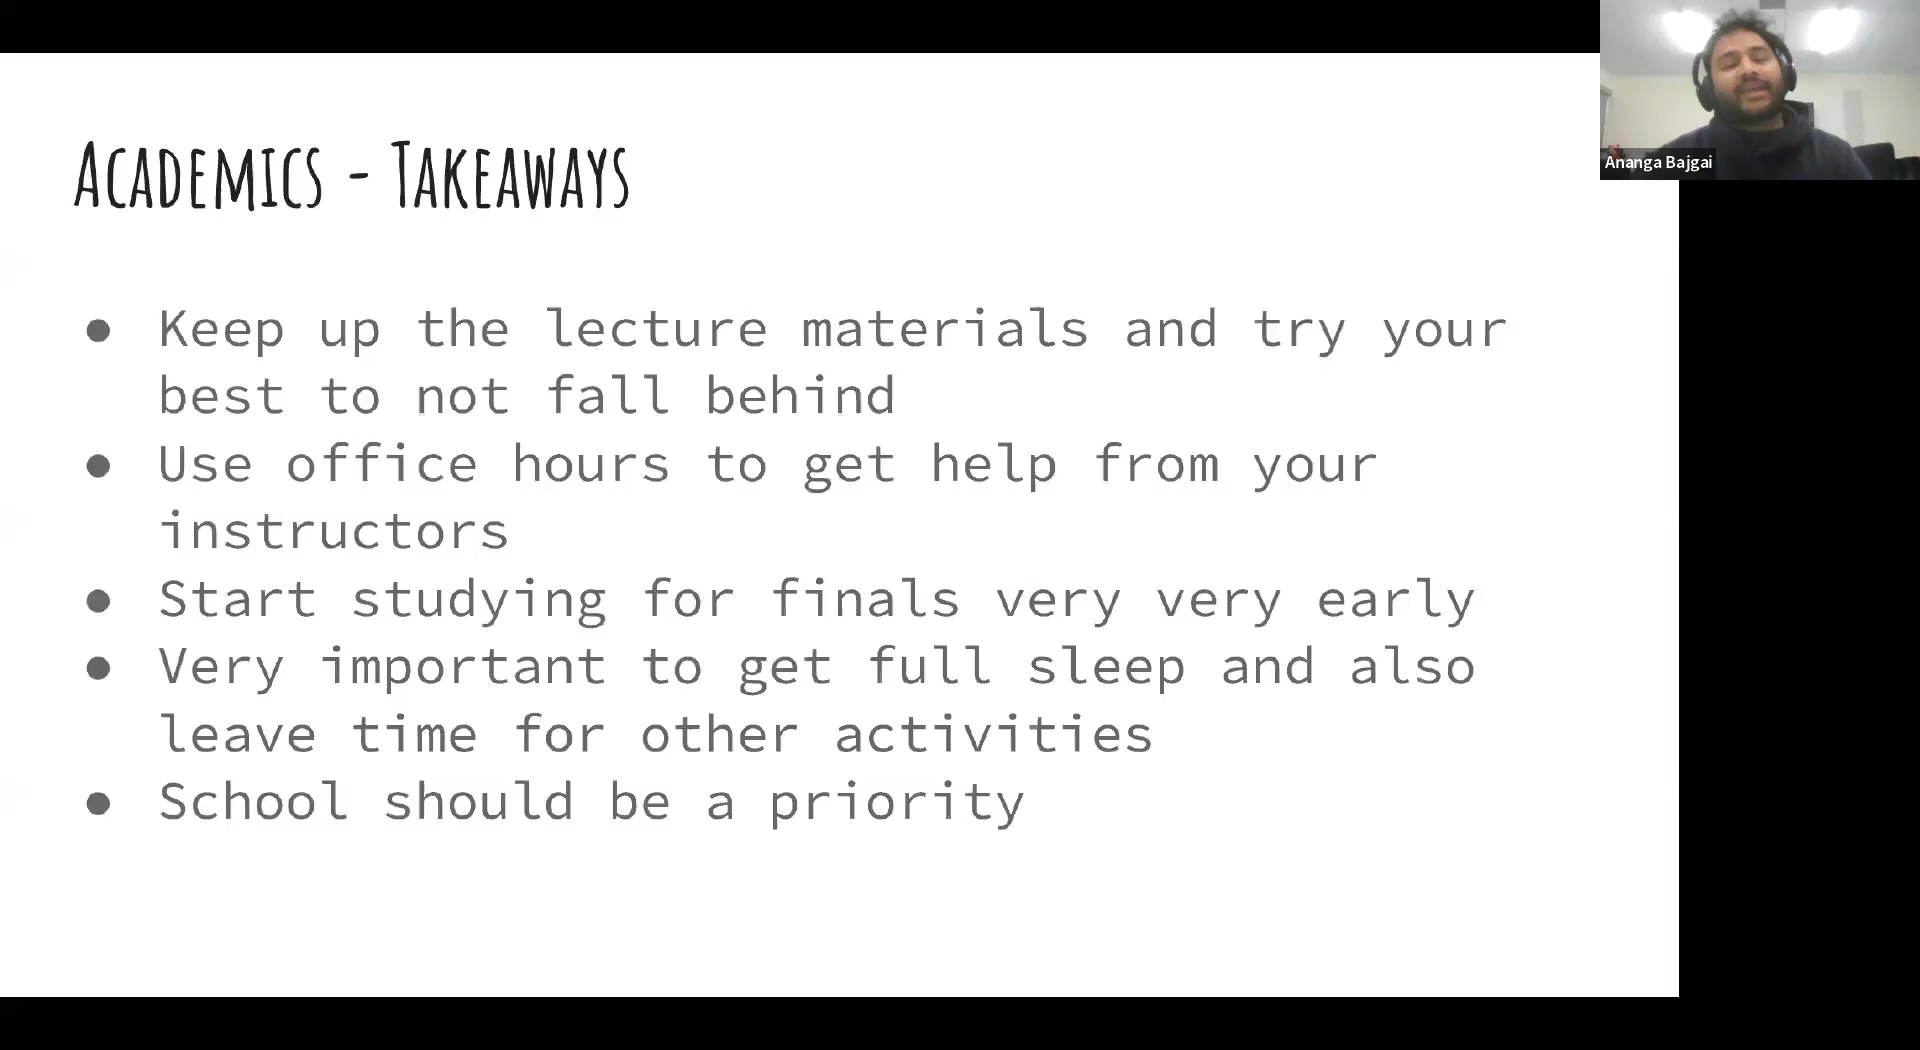 Academics - Takeaways
● Keep up the lecture materials and try your
best to not fall behind
● Use office hours to get help from your
instructors
● Start studying for finals very very early
● Very important to get full sleep and also
leave time for other activities
● School should be a priority
Ananga Bajgai